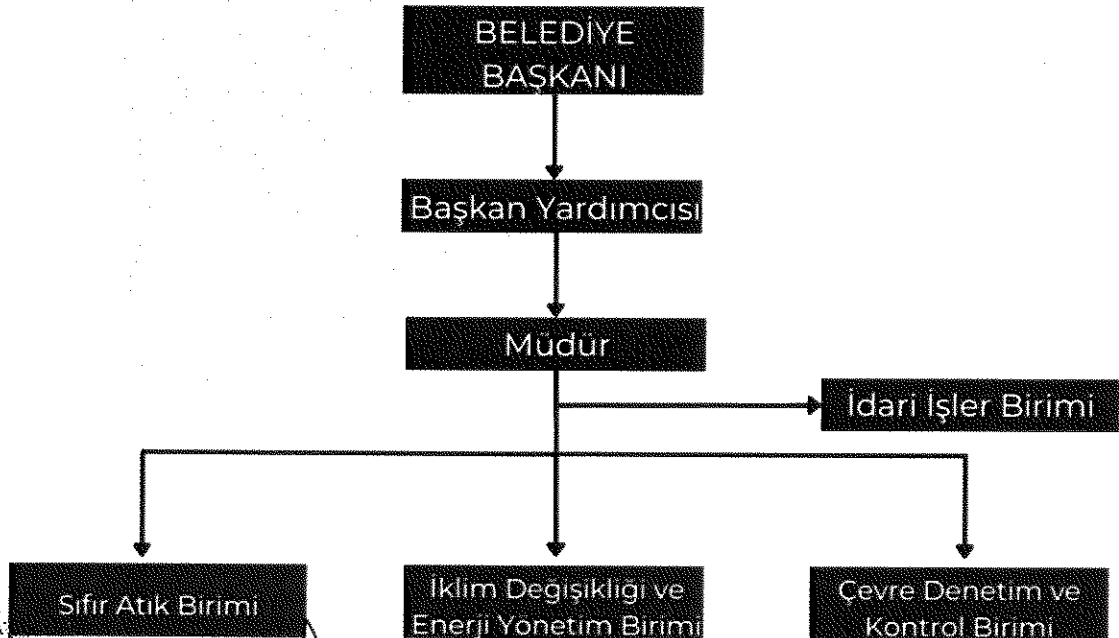 BELEDİYE
BAŞKANI
Başkan Yardımcısı
Müdür
İdari İşler Birimi
Sıfır Atık Birimi
İklim Değişikliği ve
Enerji Yönetim Birimi
Çevre Denetim ve
Kontrol Birimi